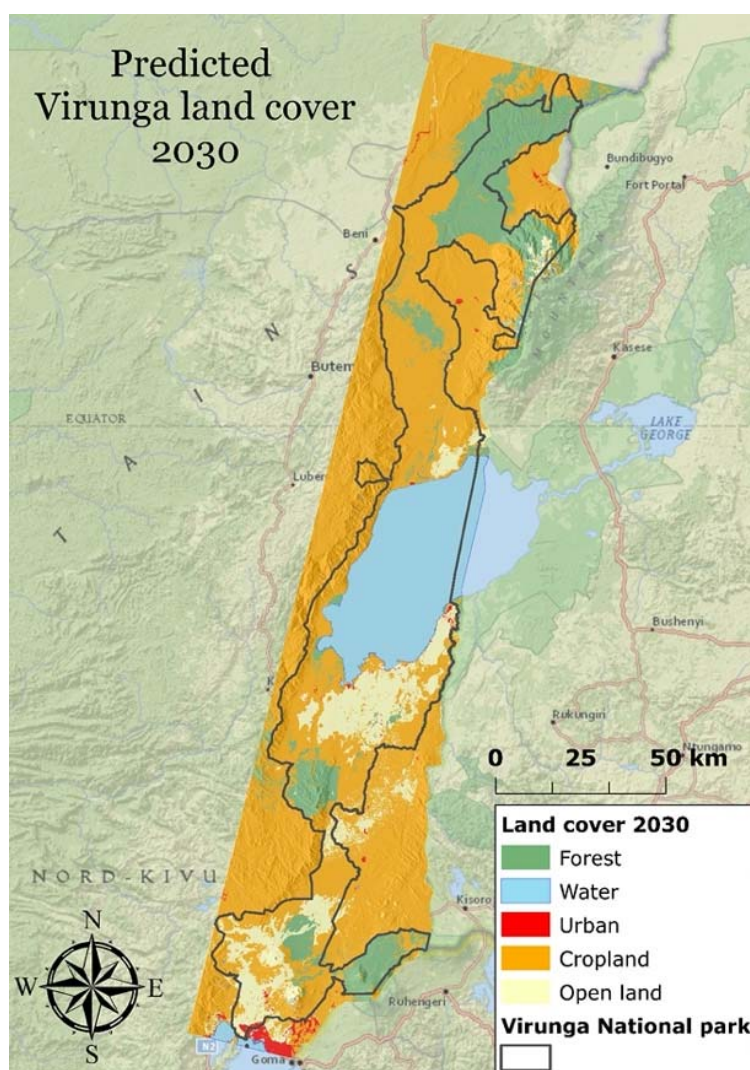 Predicted
Virunga land cover
2030
Bundibugyo
Fort Portal
Beni
S
N
MOUNTAINS
Kasese
I
Butem
EQUATOR
A
LAKE
GEORGE
T
Luber
Bushenyi
K
Rukungiri
Ntungamo
0 25 50 km
Land cover 2030
Forest
Water
Urban
Cropland
Open land
Virunga National park
NORD-KIVU
Kisoro
N
W E
S
Ruhengeri
N2
Goma